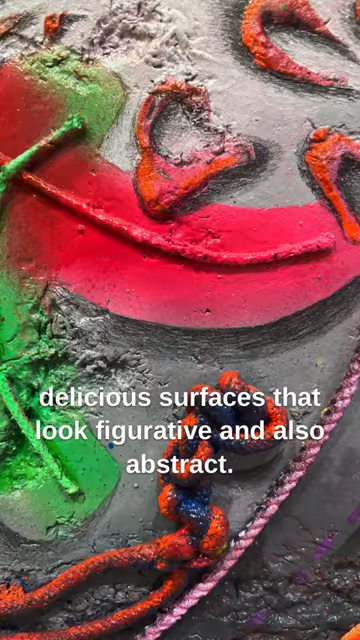 delicious surfaces that
look figurative and also
abstract.